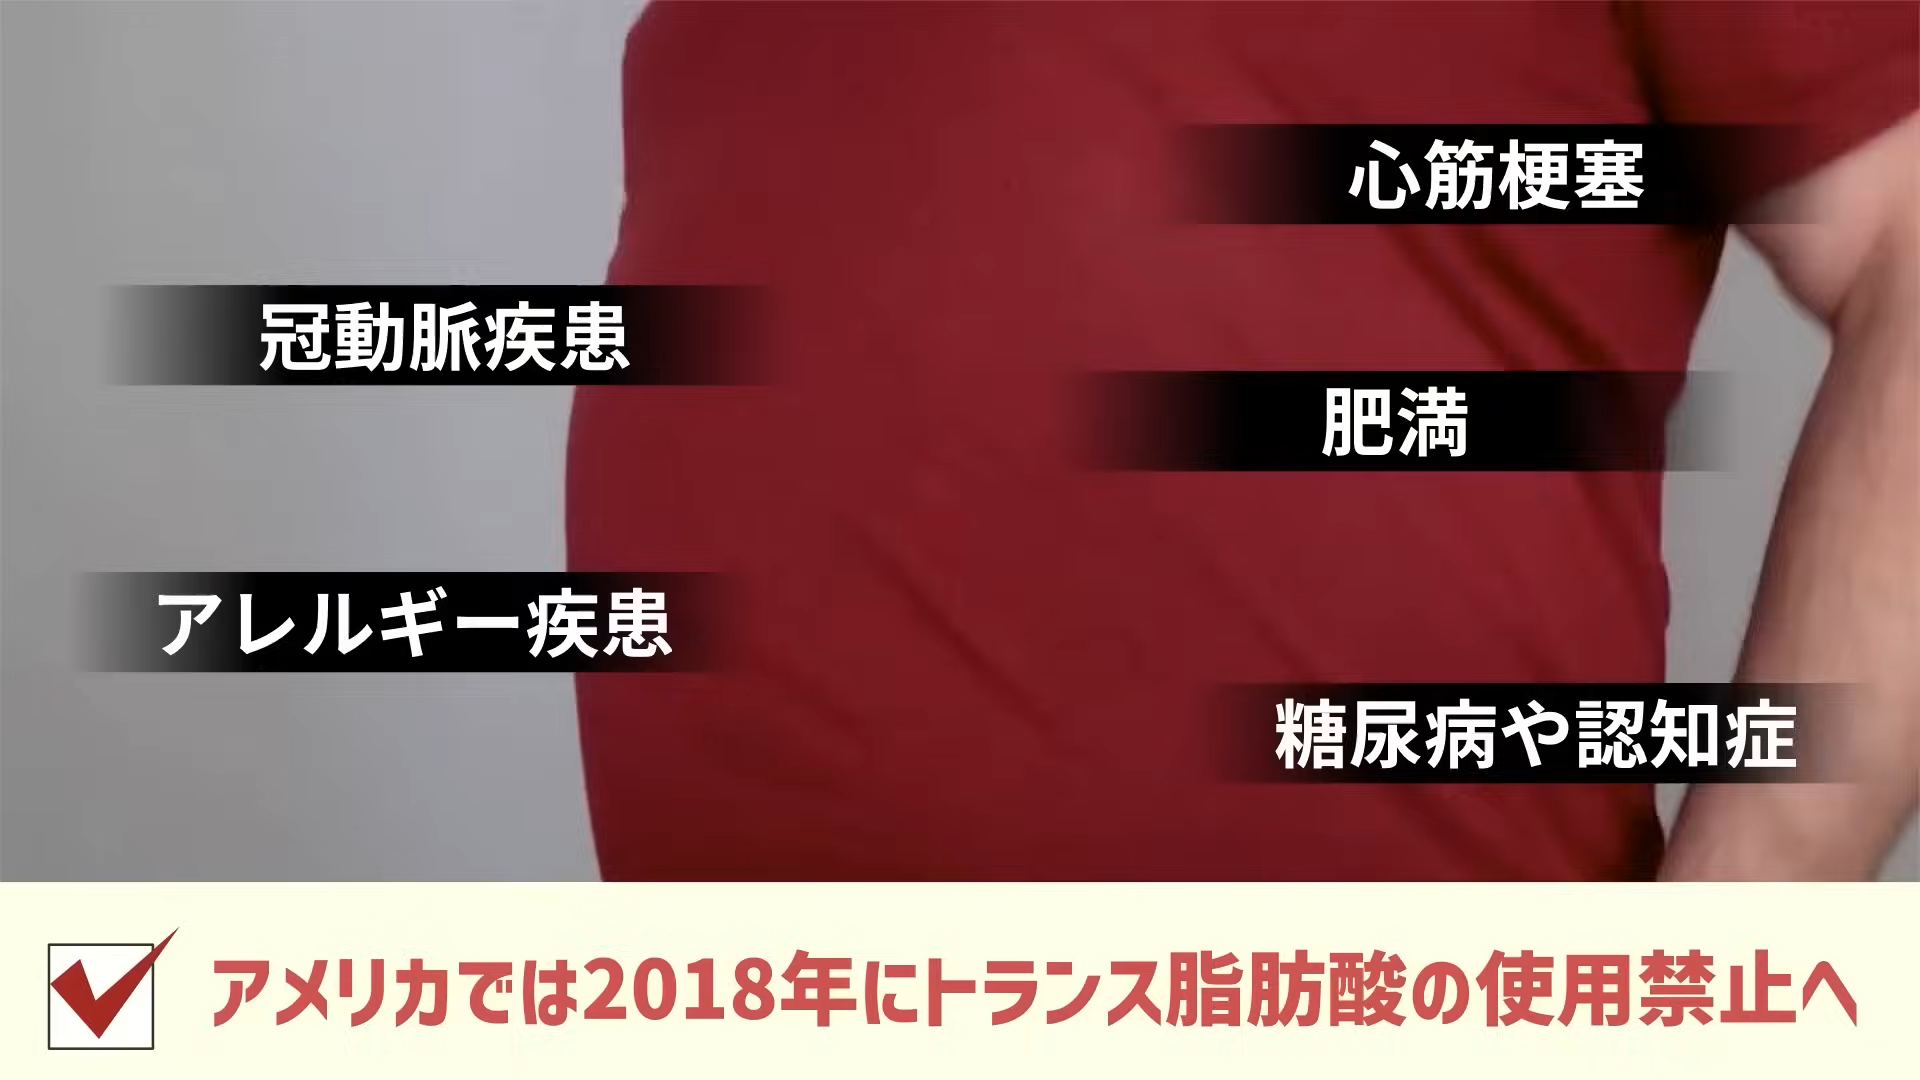 心筋梗塞
冠動脈疾患
肥満
アレルギー疾患
糖尿病や認知症
アメリカでは2018年にトランス脂肪酸の使用禁止へ